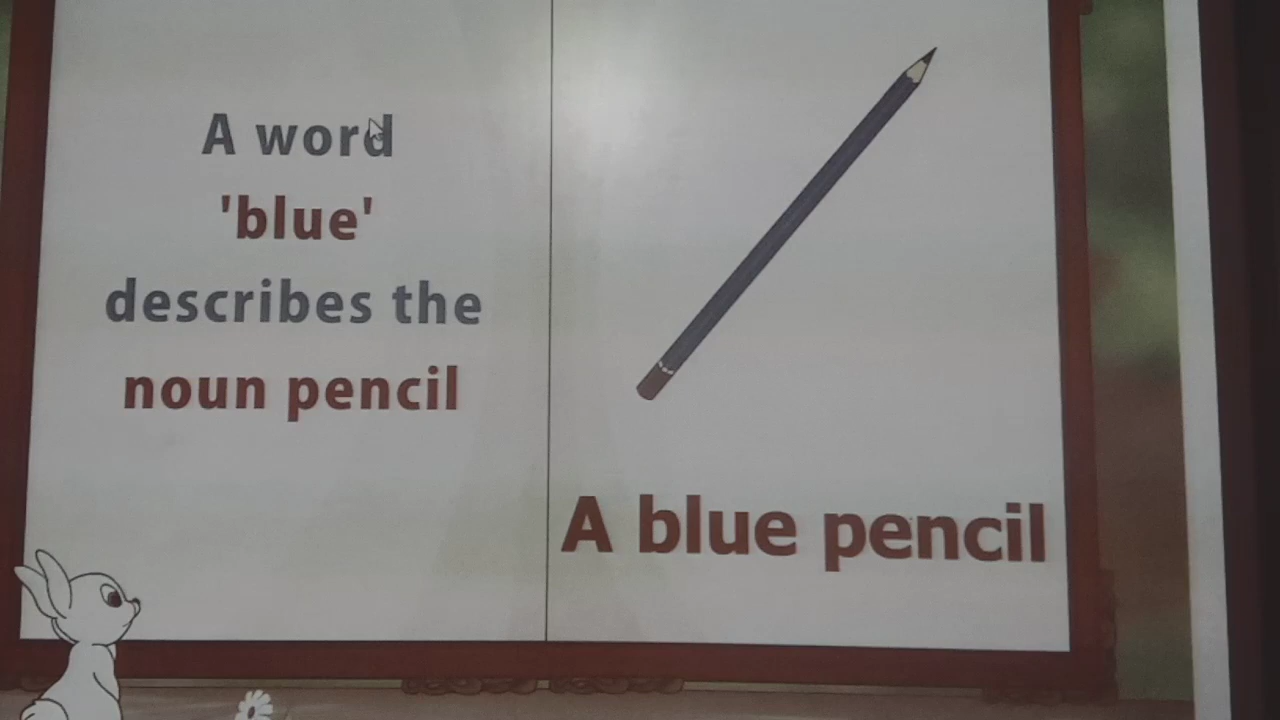 A word
'blue'
describes the
noun pencil
A blue pencil